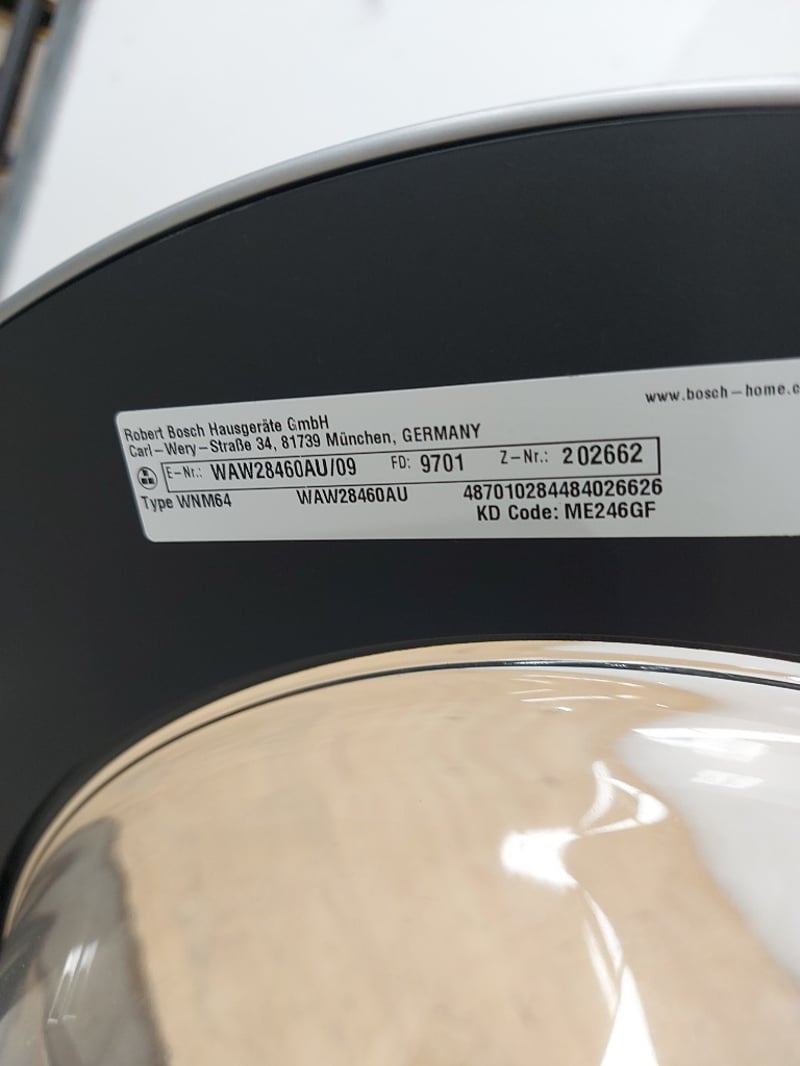 www.bosch-home.c
Robert Bosch Hausgeräte GmbH
Carl-Wery-Straße 34, 81739 München, GERMANY
E-Nr.: WAW28460AU/09 FD: 9701 Z-Nr.: 202662
Type WNM64 WAW28460AU 487010284484026626
KD Code: ME246GF